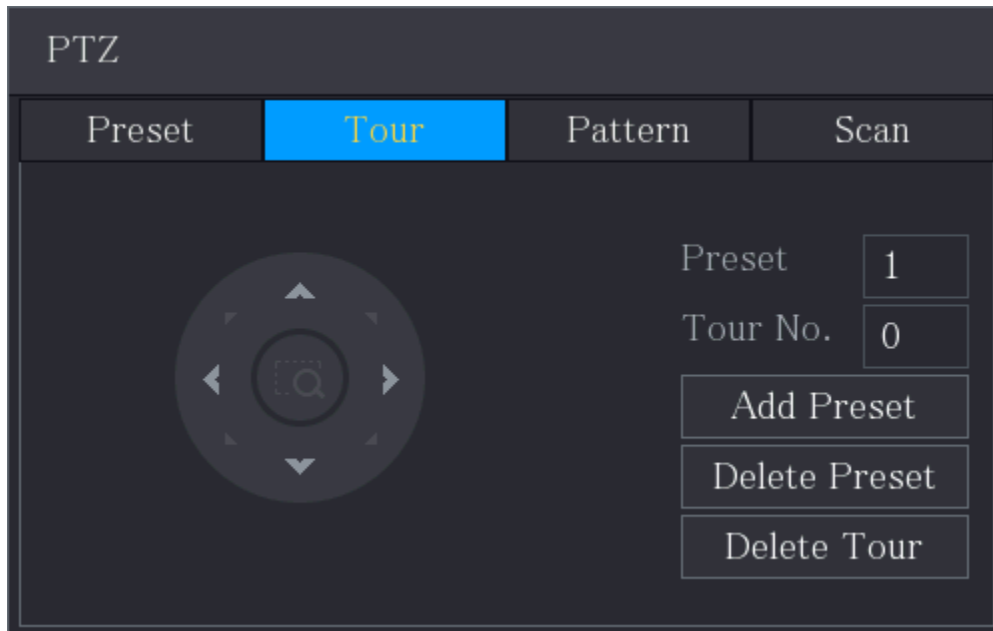 PTZ
Preset Tour Pattern Scan
Preset 1
Tour No. 0
Add Preset
Delete Preset
Delete Tour